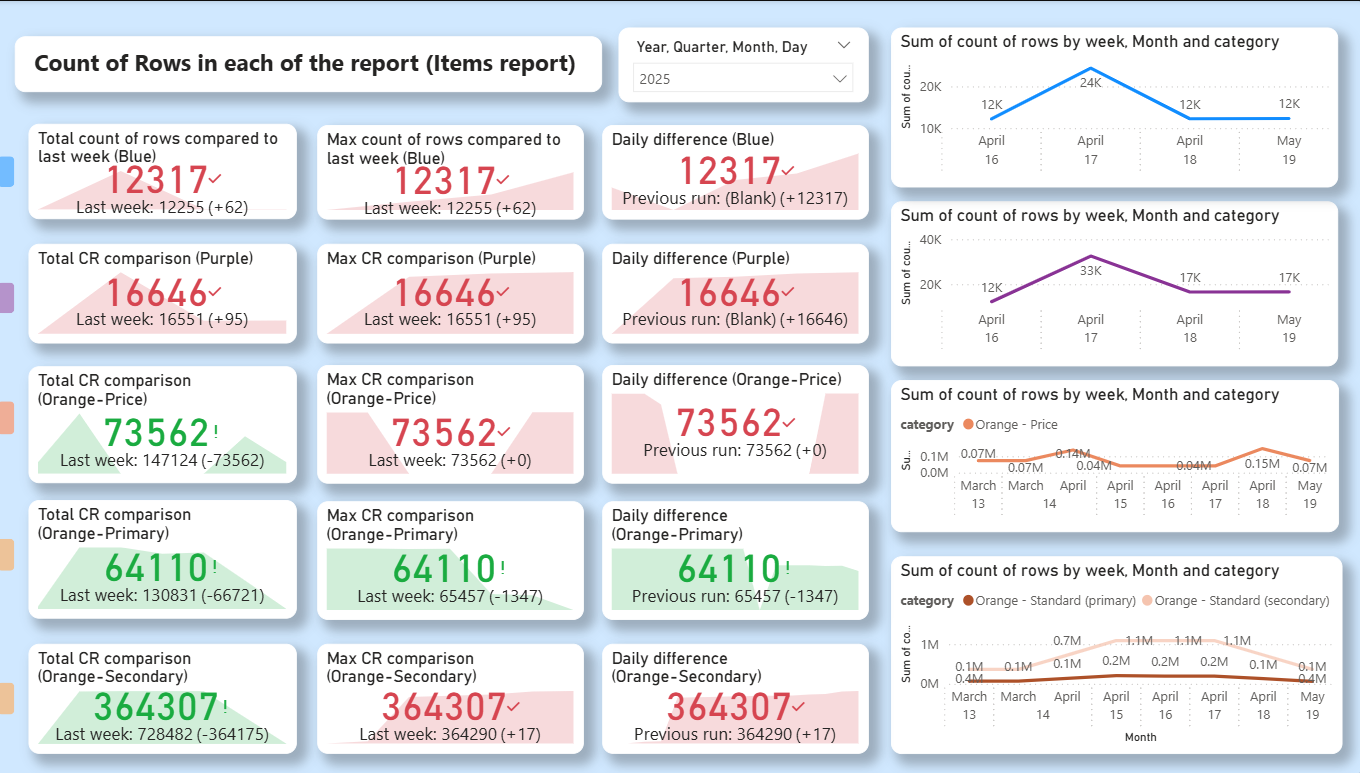 Count of Rows in each of the report (Items report)
Year, Quarter, Month, Day
2025
Total count of rows compared to
last week (Blue)
12317
Last week: 12255 (+62)
Max count of rows compared to
last week (Blue)
12317
Last week: 12255 (+62)
Daily difference (Blue)
12317
Previous run: (Blank) (+12317)
Total CR comparison (Purple)
16646
Last week: 16551 (+95)
Max CR comparison (Purple)
16646
Last week: 16551 (+95)
Daily difference (Purple)
16646
Previous run: (Blank) (+16646)
Total CR comparison
(Orange-Price)
73562!
Last week: 147124 (-73562)
Max CR comparison
(Orange-Price)
73562
Last week: 73562 (+0)
Daily difference (Orange-Price)
73562
Previous run: 73562 (+0)
Total CR comparison
(Orange-Primary)
64110!
Last week: 130831 (-66721)
Max CR comparison
(Orange-Primary)
64110!
Last week: 65457 (-1347)
Daily difference
(Orange-Primary)
64110!
Previous run: 65457 (-1347)
Total CR comparison
(Orange-Secondary)
364307!
Last week: 728482 (-364175)
Max CR comparison
(Orange-Secondary)
364307
Last week: 364290 (+17)
Daily difference
(Orange-Secondary)
364307
Previous run: 364290 (+17)
Sum of count of rows by week, Month and category
Sum of cou...
20K
10K
12K 24K 12K 12K
April April April May
16 17 18 19
Sum of count of rows by week, Month and category
Sum of cou...
40K
20K
12K 33K 17K 17K
April April April May
16 17 18 19
Sum of count of rows by week, Month and category
category Orange - Price
Su...
0.1M
0.0M
0.07M 0.07M 0.14M 0.04M 0.04M 0.15M 0.07M
March March April April April April April May
13 14 15 16 17 18 19
Sum of count of rows by week, Month and category
category Orange - Standard (primary) Orange - Standard (secondary)
Sum of co...
1M
0M
0.7M 1.1M 1.1M 1.1M
0.1M 0.1M 0.1M 0.2M 0.2M 0.2M 0.1M 0.1M
0.4M 0.4M
March March April April April April April May
13 14 15 16 17 18 19
Month